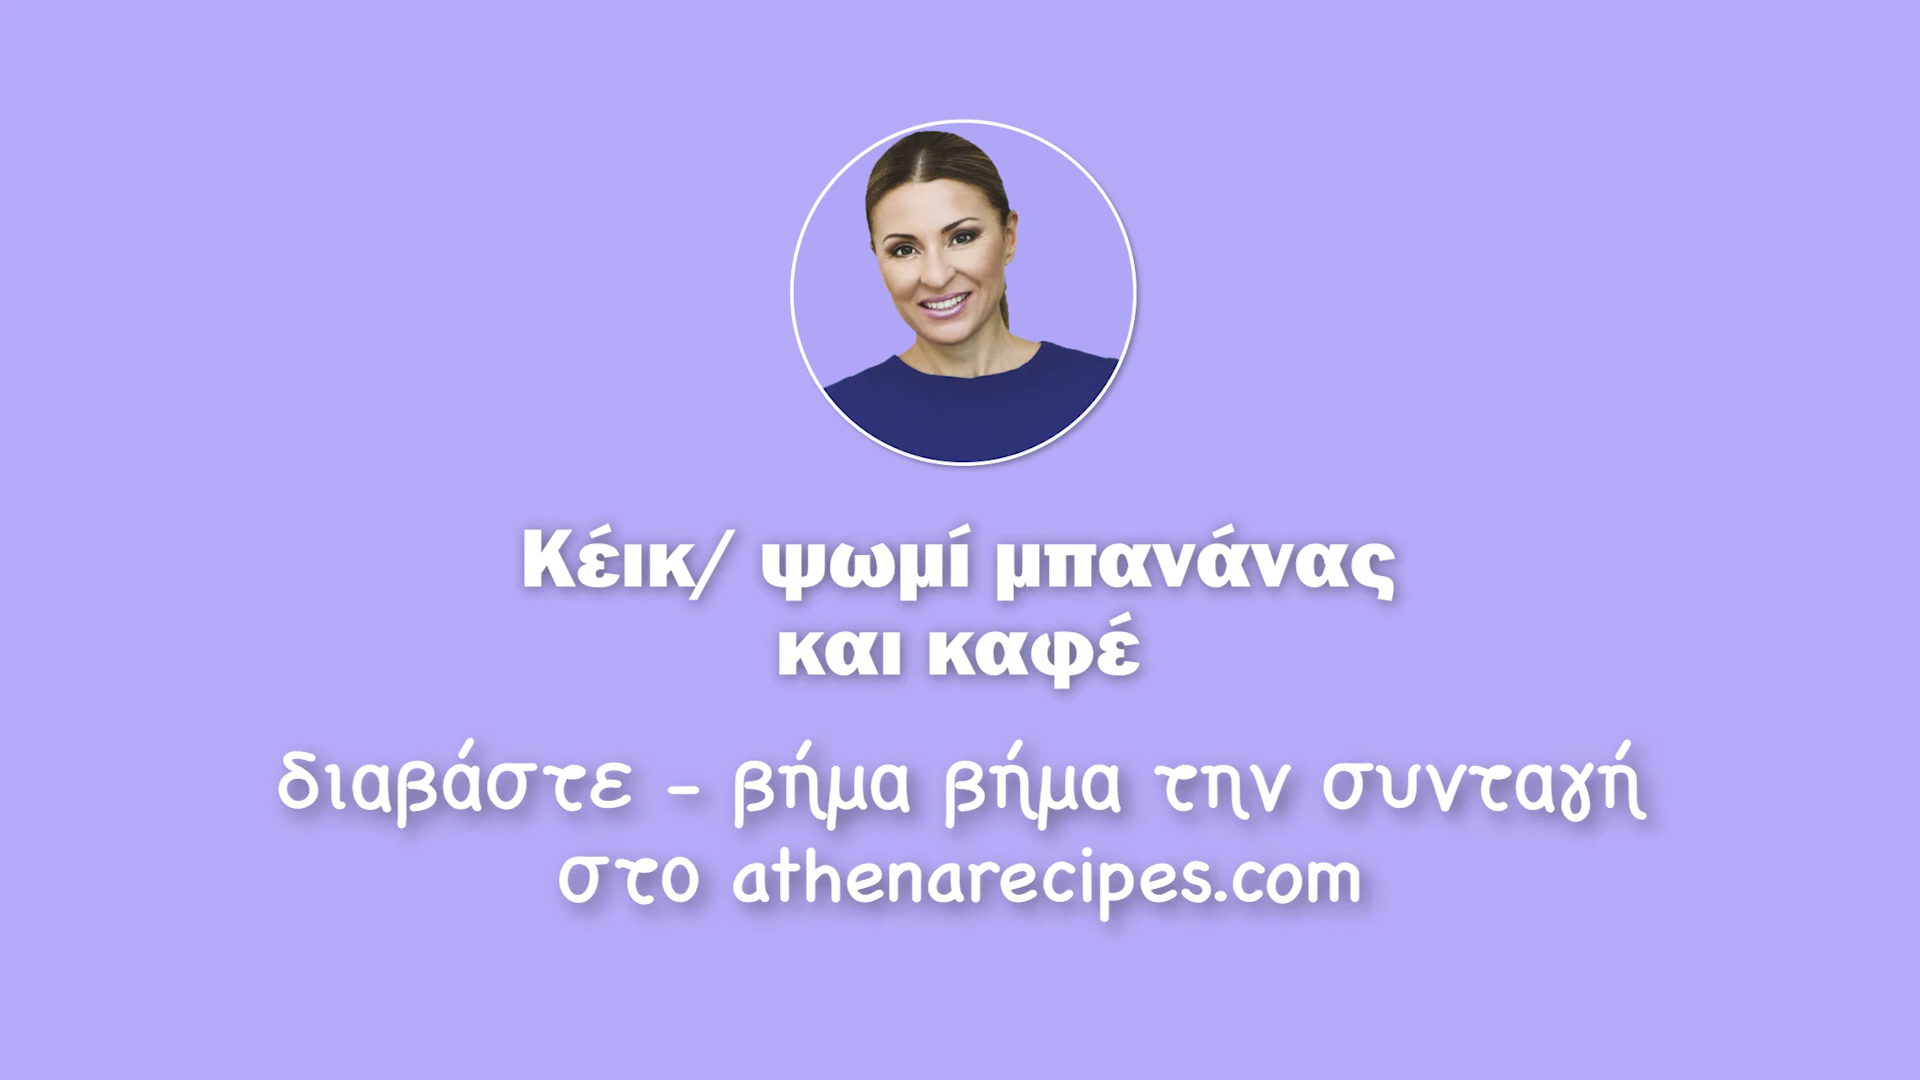 Κέικ/ ψωμί μπανάνας
και καφέ
διαβάστε - βήμα βήμα την συνταγή
στο athenarecipes.com